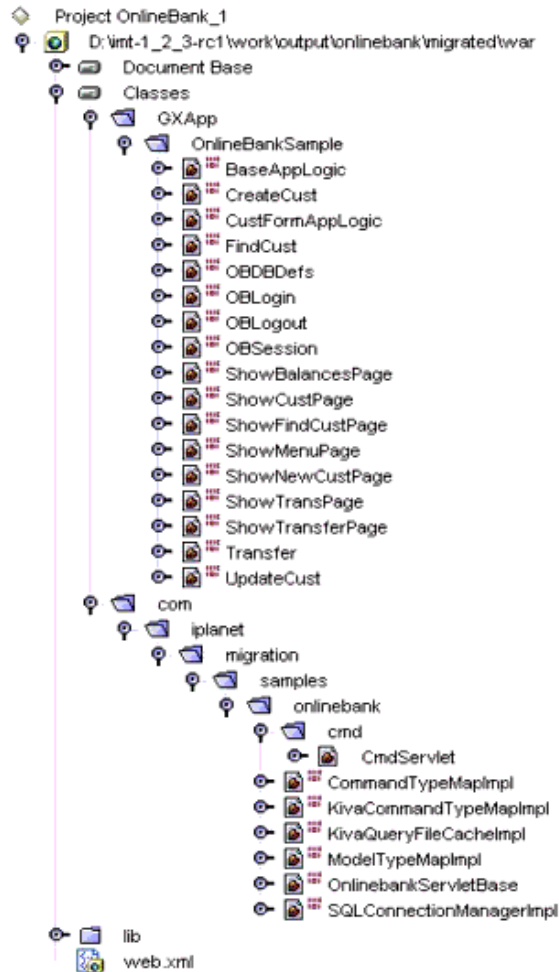 Project OnlineBank_1
D:\imt-1_2_3-rc1\work\output\onlinebank\migrated\war
Document Base
Classes
GXApp
OnlineBankSample
BaseAppLogic
CreateCust
CustFormAppLogic
FindCust
OBDBDefs
OBLogin
OBLogout
OBSession
ShowBalancesPage
ShowCustPage
ShowFindCustPage
ShowMenuPage
ShowNewCustPage
ShowTransPage
ShowTransferPage
Transfer
UpdateCust
com
iplanet
migration
samples
onlinebank
cmd
CmdServlet
CommandTypeMapImpl
KivaCommandTypeMapImpl
KivaQueryFileCacheImpl
ModelTypeMapImpl
OnlinebankServletBase
SQLConnectionManagerImpl
lib
web.xml